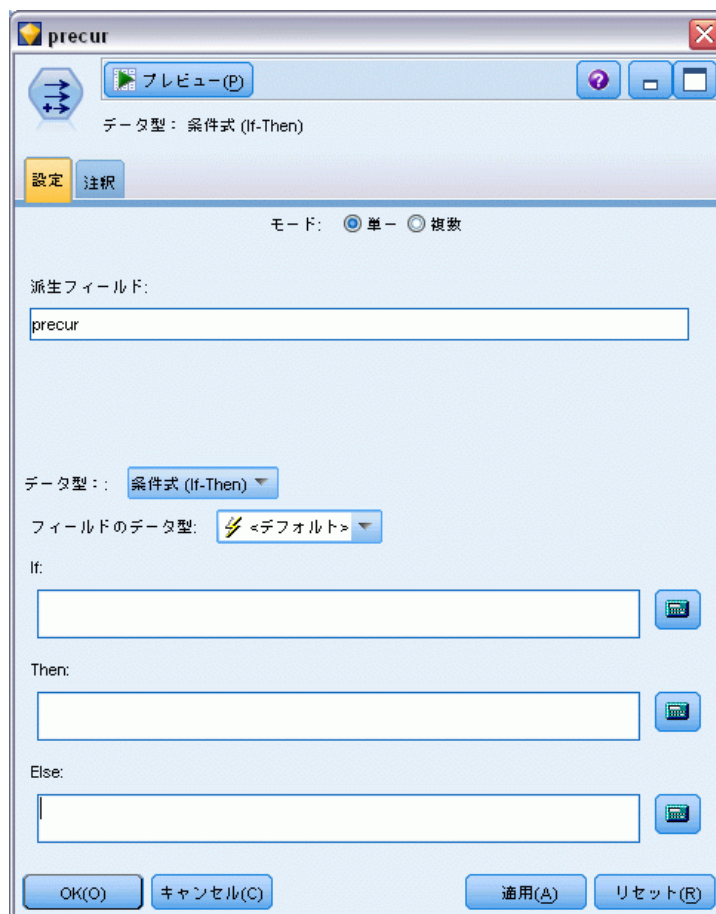 precur
プレビュー(P)
データ型： 条件式 (If-Then)
設定 注釈
モード: 単一 複数
派生フィールド:
precur
データ型：: 条件式 (If-Then)
フィールドのデータ型: <デフォルト>
If:
Then:
Else:
OK(O) キャンセル(C) 適用(A) リセット(R)